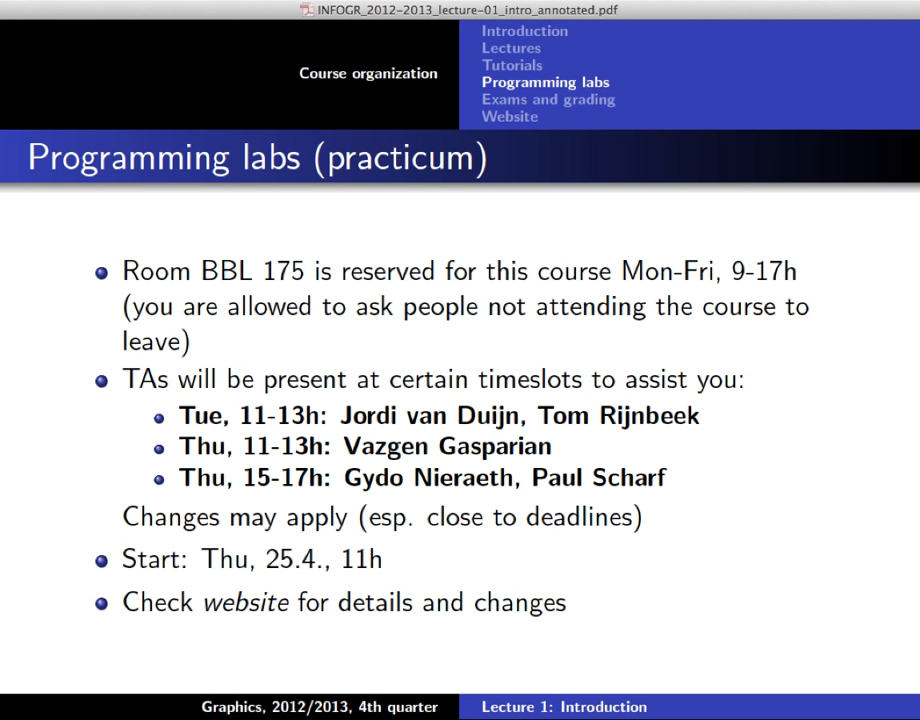 INFOGR_2012-2013_lecture-01_intro_annotated.pdf
Course organization
Introduction
Lectures
Tutorials
Programming labs
Exams and grading
Website
Programming labs (practicum)
Room BBL 175 is reserved for this course Mon-Fri, 9-17h
(you are allowed to ask people not attending the course to
leave)
TAs will be present at certain timeslots to assist you:
Tue, 11-13h: Jordi van Duijn, Tom Rijnbeek
Thu, 11-13h: Vazgen Gasparian
Thu, 15-17h: Gydo Nieraeth, Paul Scharf
Changes may apply (esp. close to deadlines)
Start: Thu, 25.4., 11h
Check website for details and changes
Graphics, 2012/2013, 4th quarter
Lecture 1: Introduction